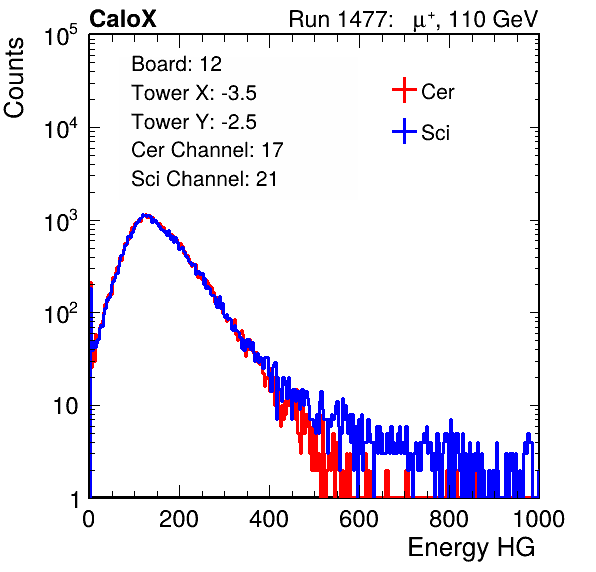 CaloX Run 1477: μ⁺, 110 GeV
Counts
10⁵
10⁴
10³
10²
10
1
Board: 12
Tower X: -3.5
Tower Y: -2.5
Cer Channel: 17
Sci Channel: 21
Cer
Sci
0 200 400 600 800 1000
Energy HG